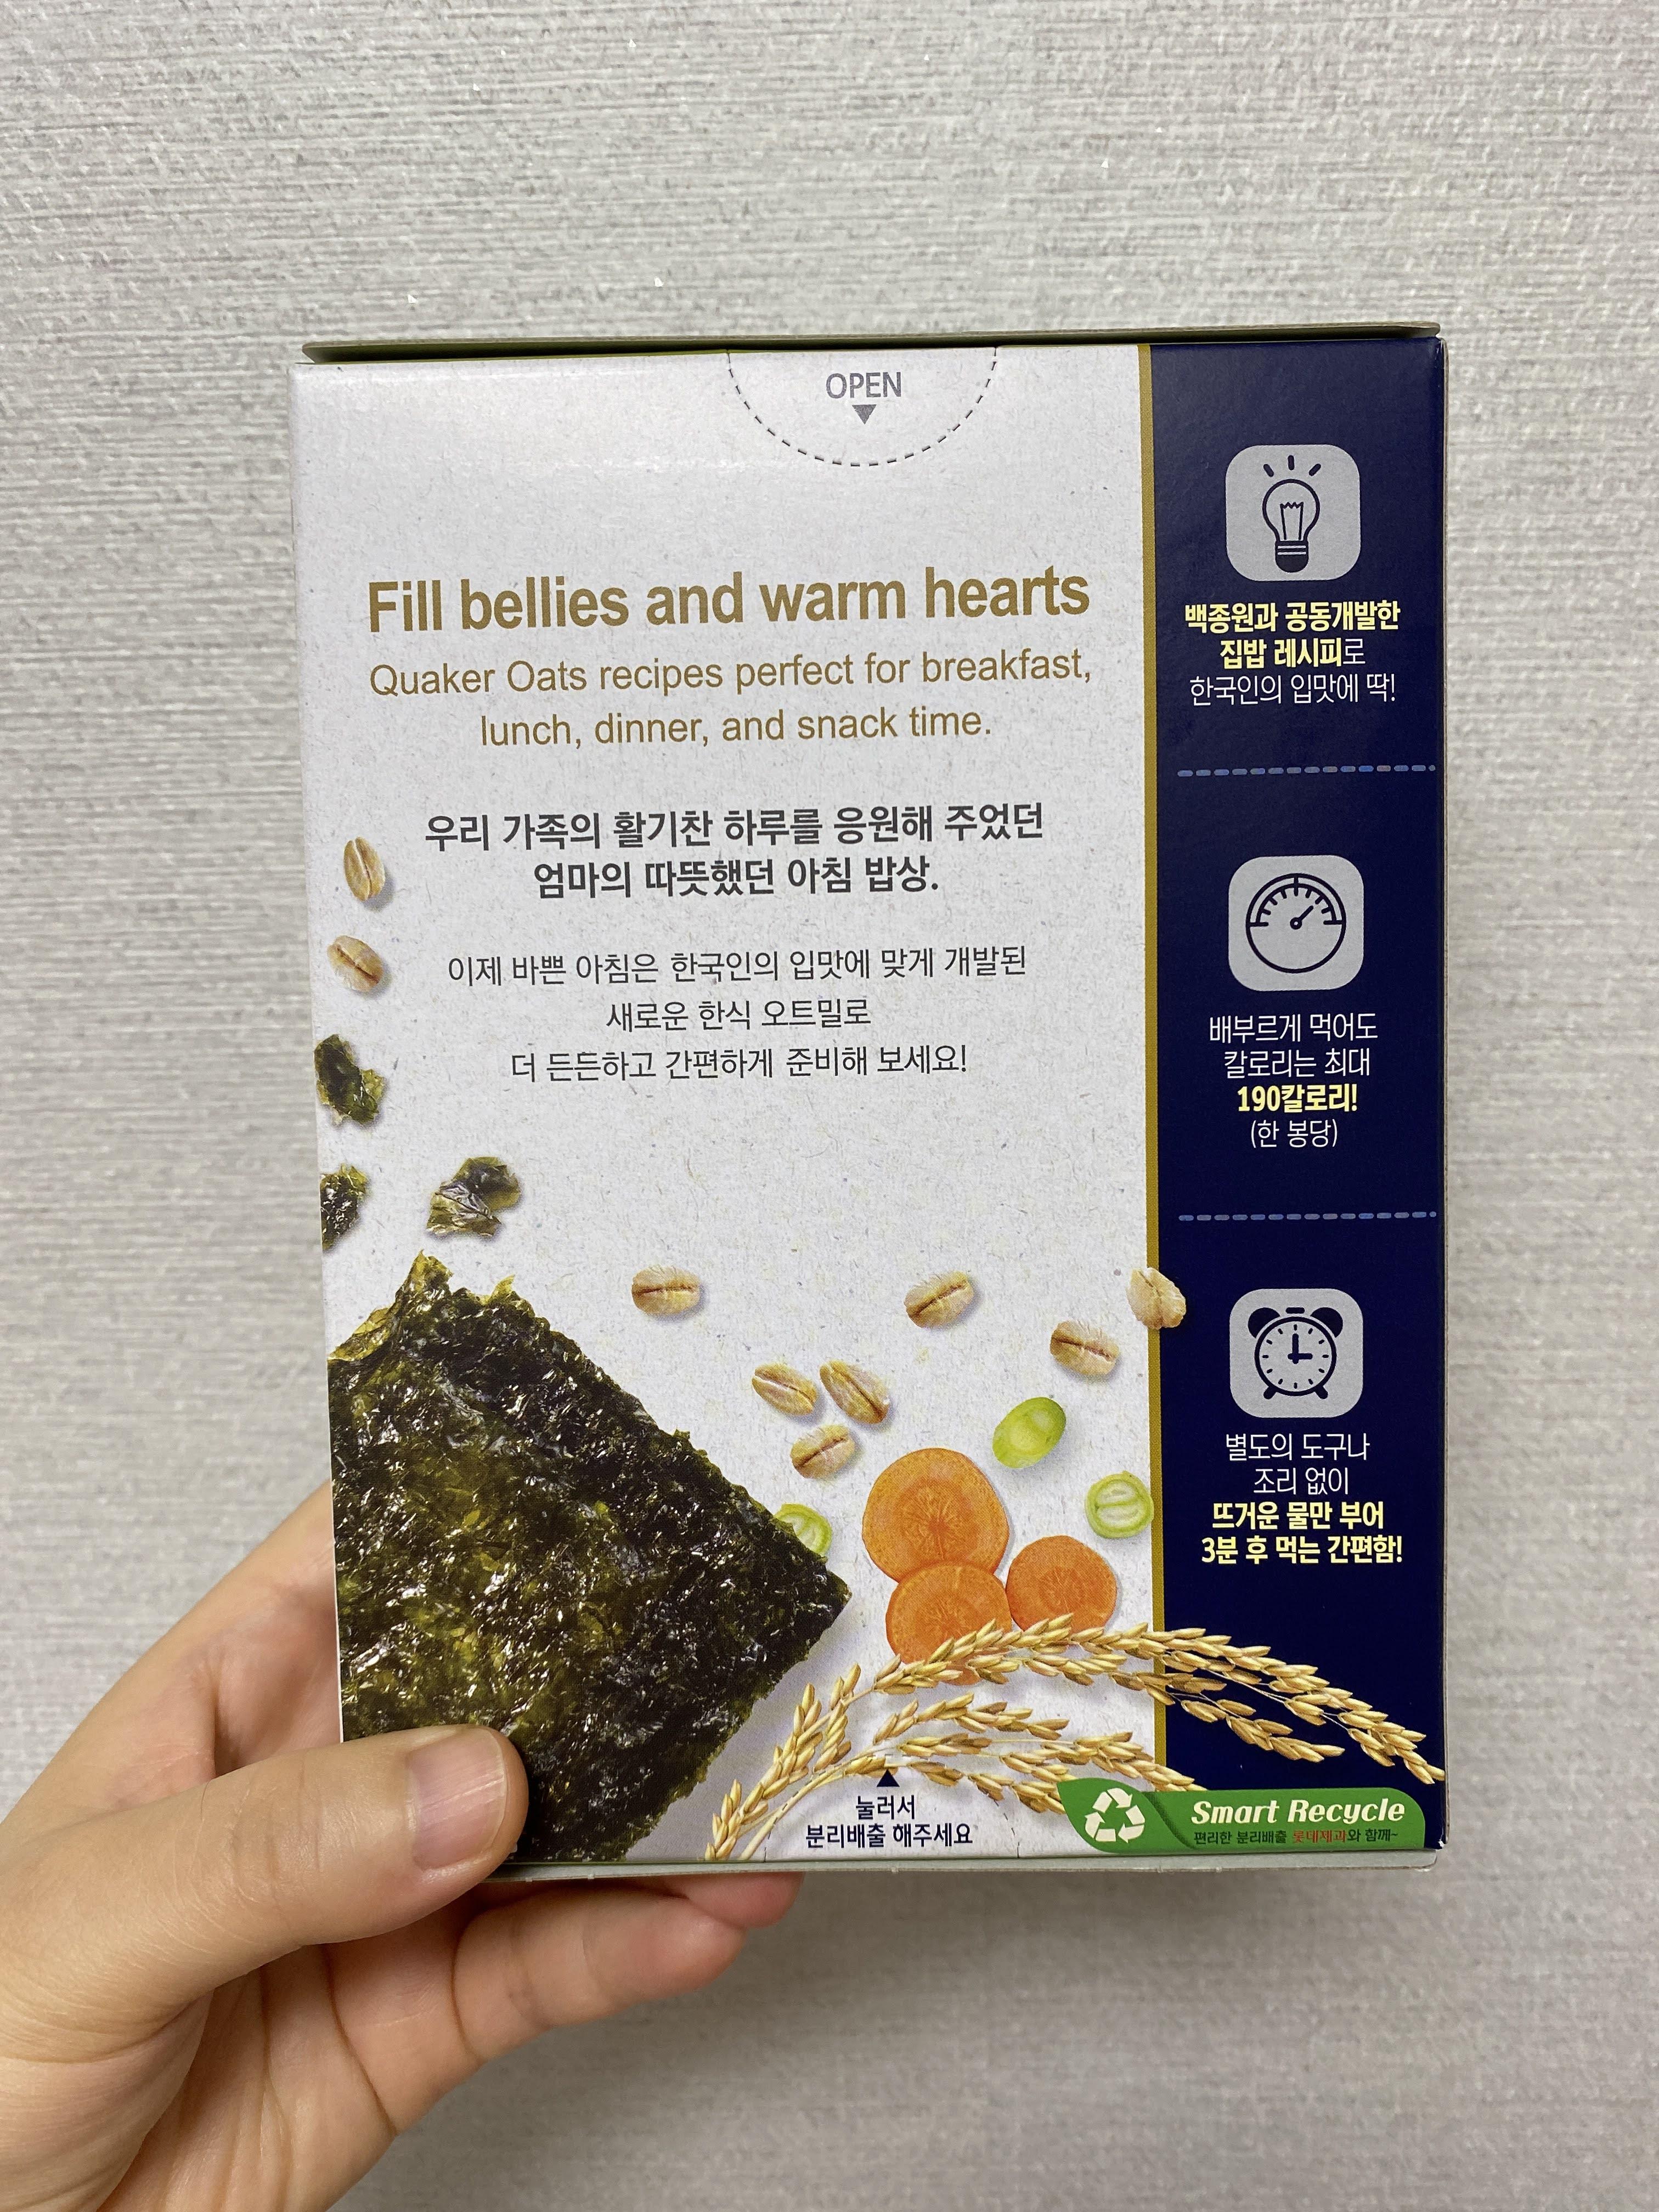 OPEN
Fill bellies and warm hearts
Quaker Oats recipes perfect for breakfast,
lunch, dinner, and snack time.
우리 가족의 활기찬 하루를 응원해 주었던
엄마의 따뜻했던 아침 밥상.
이제 바쁜 아침은 한국인의 입맛에 맞게 개발된
새로운 한식 오트밀로
더 든든하고 간편하게 준비해 보세요!
백종원과 공동개발한
집밥 레시피로
한국인의 입맛에 딱!
배부르게 먹어도
칼로리는 최대
190칼로리!
(한 봉당)
별도의 도구나
조리 없이
뜨거운 물만 부어
3분 후 먹는 간편함!
눌러서
분리배출 해주세요
Smart Recycle
편리한 분리배출 롯데제과와 함께~